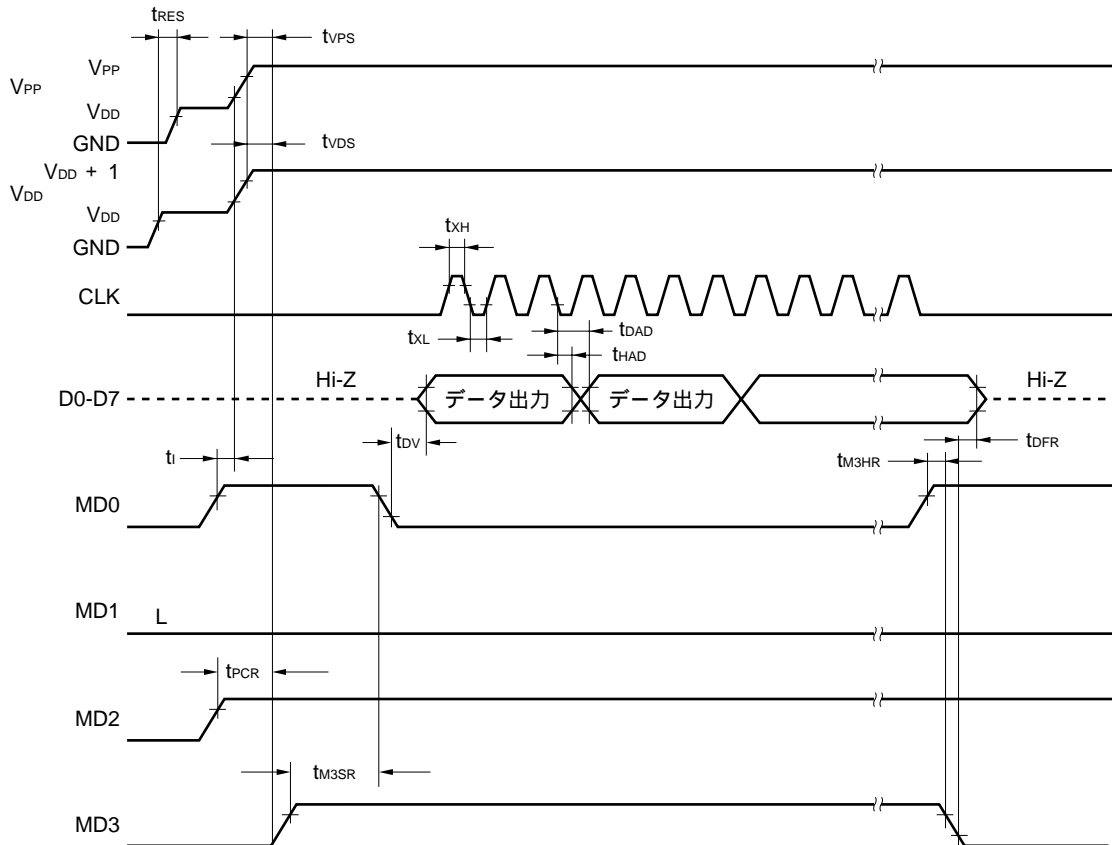 tRES
tVPS
VPP
VPP
VDD
GND
tVDS
VDD + 1
VDD
VDD
GND
tXH
CLK
tXL
tDAD
tHAD
Hi-Z
データ出力
データ出力
Hi-Z
D0-D7
tDV
tDFR
tI
tM3HR
MD0
MD1
L
tPCR
MD2
tM3SR
MD3